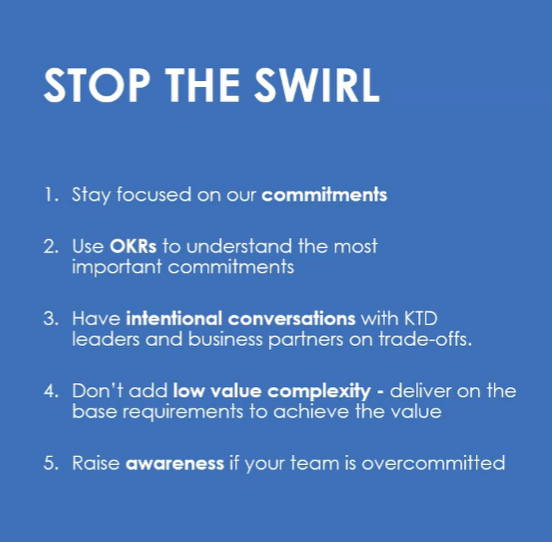 STOP THE SWIRL
1. Stay focused on our commitments
2. Use OKRs to understand the most
important commitments
3. Have intentional conversations with KTD
leaders and business partners on trade-offs.
4. Don't add low value complexity - deliver on the
base requirements to achieve the value
5. Raise awareness if your team is overcommitted